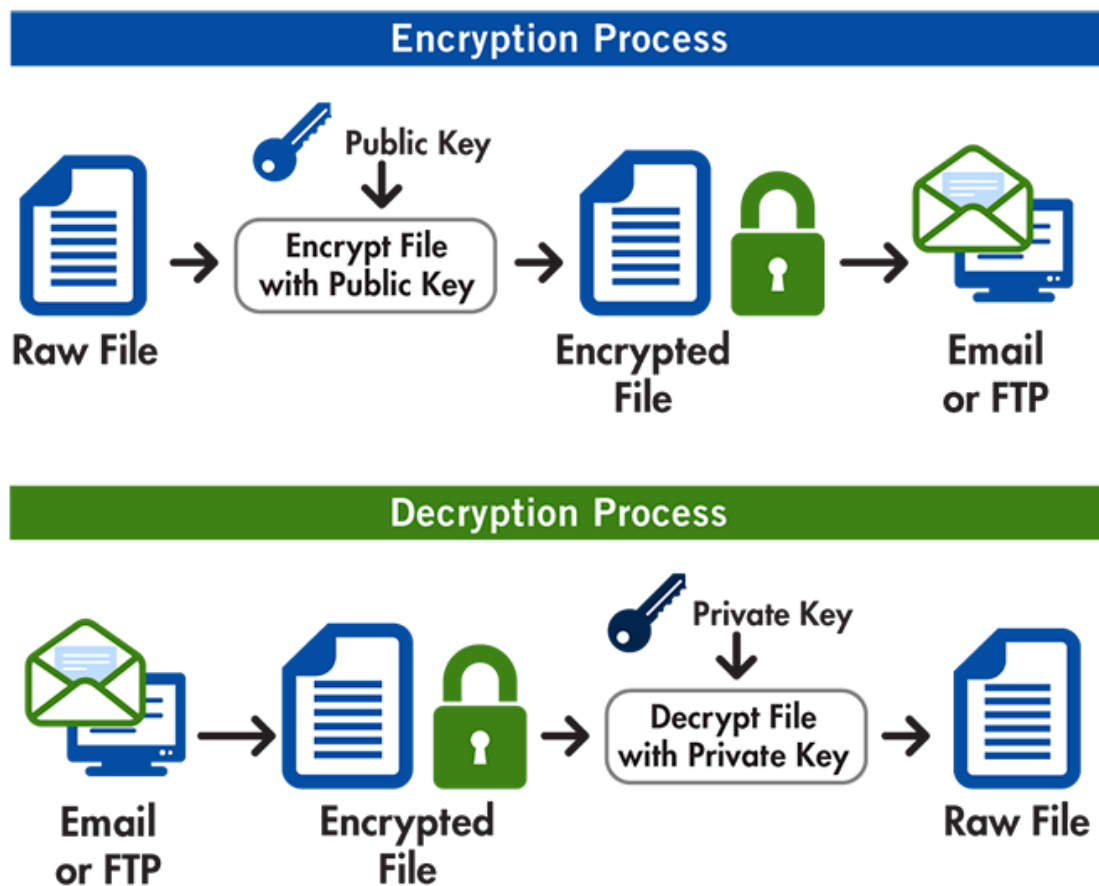 Encryption Process
Public Key
Encrypt File
with Public Key
Raw File
Encrypted
File
Email
or FTP
Decryption Process
Private Key
Decrypt File
with Private Key
Email
or FTP
Encrypted
File
Raw File